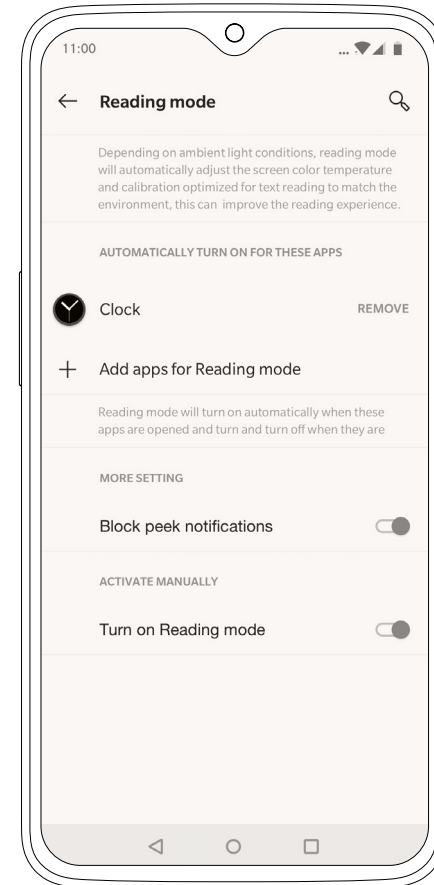 11:00
...
Reading mode
Depending on ambient light conditions, reading mode
will automatically adjust the screen color temperature
and calibration optimized for text reading to match the
environment, this can improve the reading experience.
AUTOMATICALLY TURN ON FOR THESE APPS
Clock REMOVE
Add apps for Reading mode
Reading mode will turn on automatically when these
apps are opened and turn and turn off when they are
MORE SETTING
Block peek notifications
ACTIVATE MANUALLY
Turn on Reading mode